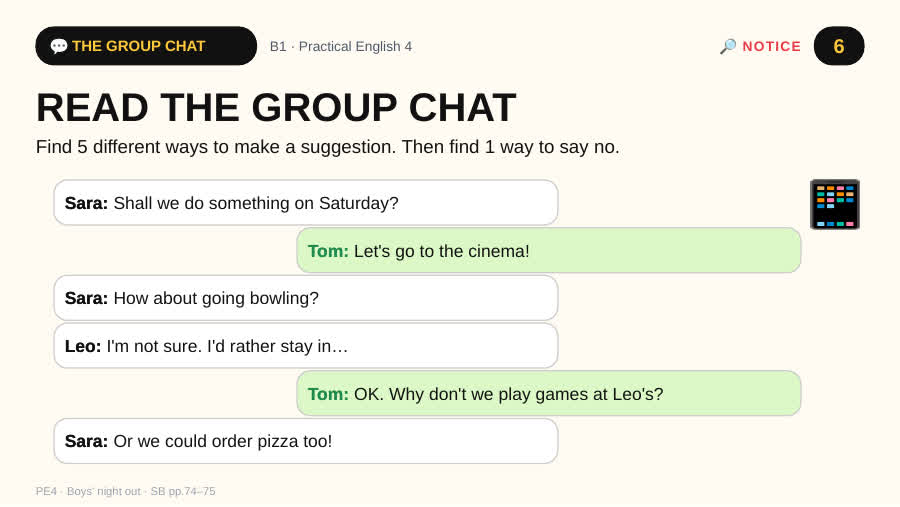 💬 THE GROUP CHAT
B1 · Practical English 4
🔎 NOTICE
6
READ THE GROUP CHAT
Find 5 different ways to make a suggestion. Then find 1 way to say no.
Sara: Shall we do something on Saturday?
Tom: Let's go to the cinema!
Sara: How about going bowling?
Leo: I'm not sure. I'd rather stay in…
Tom: OK. Why don't we play games at Leo's?
Sara: Or we could order pizza too!
PE4 · Boys' night out · SB pp.74–75